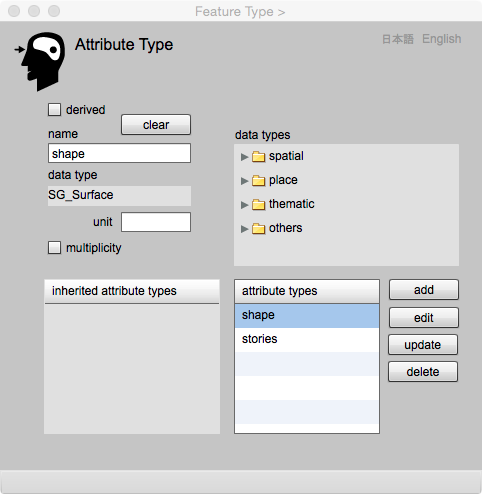 Feature Type >
Attribute Type
日本語 English
derived
clear
name
shape
data type
SG_Surface
unit
multiplicity
data types
spatial
place
thematic
others
inherited attribute types
attribute types
shape
stories
add
edit
update
delete